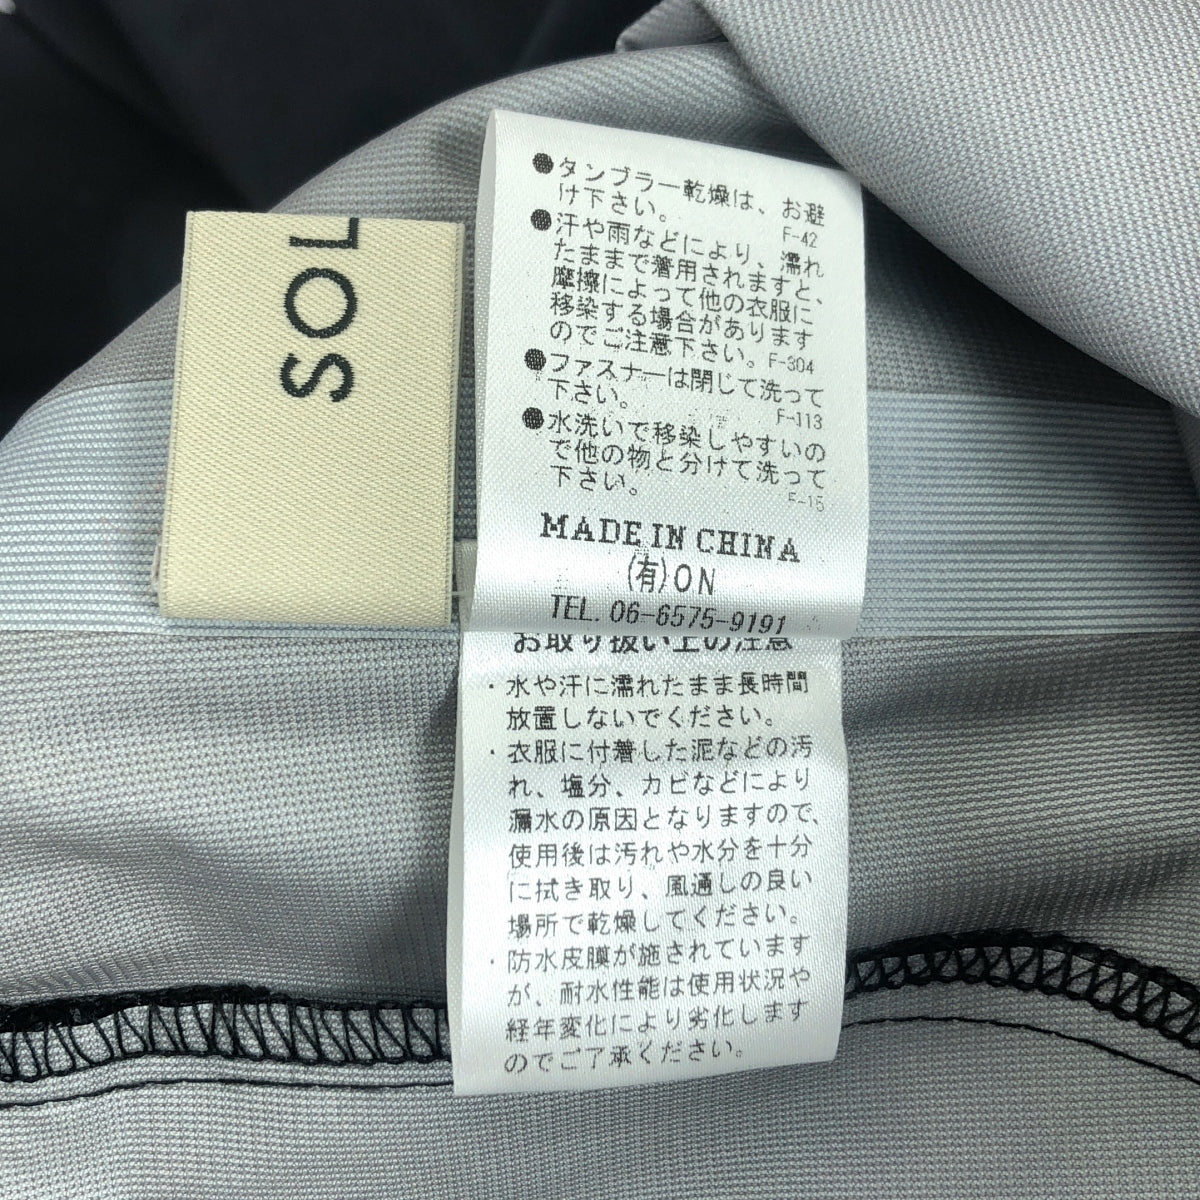 SOL
●タンブラー乾燥は、お避
け下さい。
F-42
●汗や雨などにより、濡れ
たままで着用されますと、
摩擦によって他の衣服に
移染する場合があります
のでご注意下さい。F-304
●ファスナーは閉じて洗って
下さい。
F-113
●水洗いで移染しやすいの
で他の物と分けて洗って
下さい。
F-15
MADE IN CHINA
(有)ON
TEL. 06-6575-9191
お取り扱い上の注意
・水や汗に濡れたまま長時間
放置しないでください。
・衣服に付着した泥などの汚
れ、塩分、カビなどにより
漏水の原因となりますので、
使用後は汚れや水分を十分
に拭き取り、風通しの良い
場所で乾燥してください。
・防水皮膜が施されています
が、耐水性能は使用状況や
経年変化により劣化します
のでご了承ください。